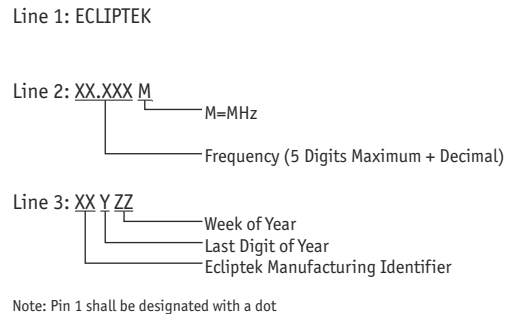 Line 1: ECLIPTEK
Line 2: XX.XXX M
M=MHz
Frequency (5 Digits Maximum + Decimal)
Line 3: XX Y ZZ
Week of Year
Last Digit of Year
Ecliptek Manufacturing Identifier
Note: Pin 1 shall be designated with a dot